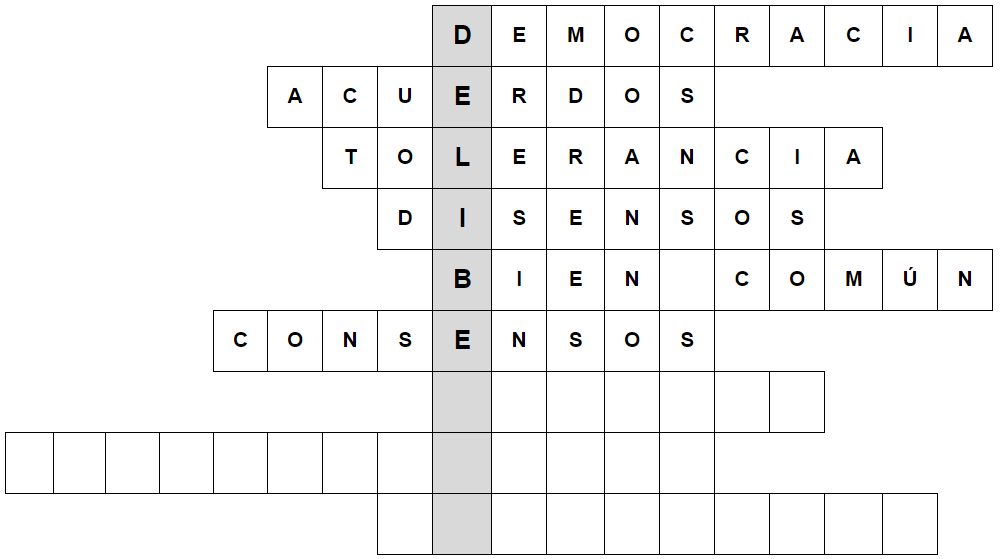 DEMOCRACIA
ACUERDOS
TOLERANCIA
DISENSOS
BIEN COMÚN
CONSENSOS